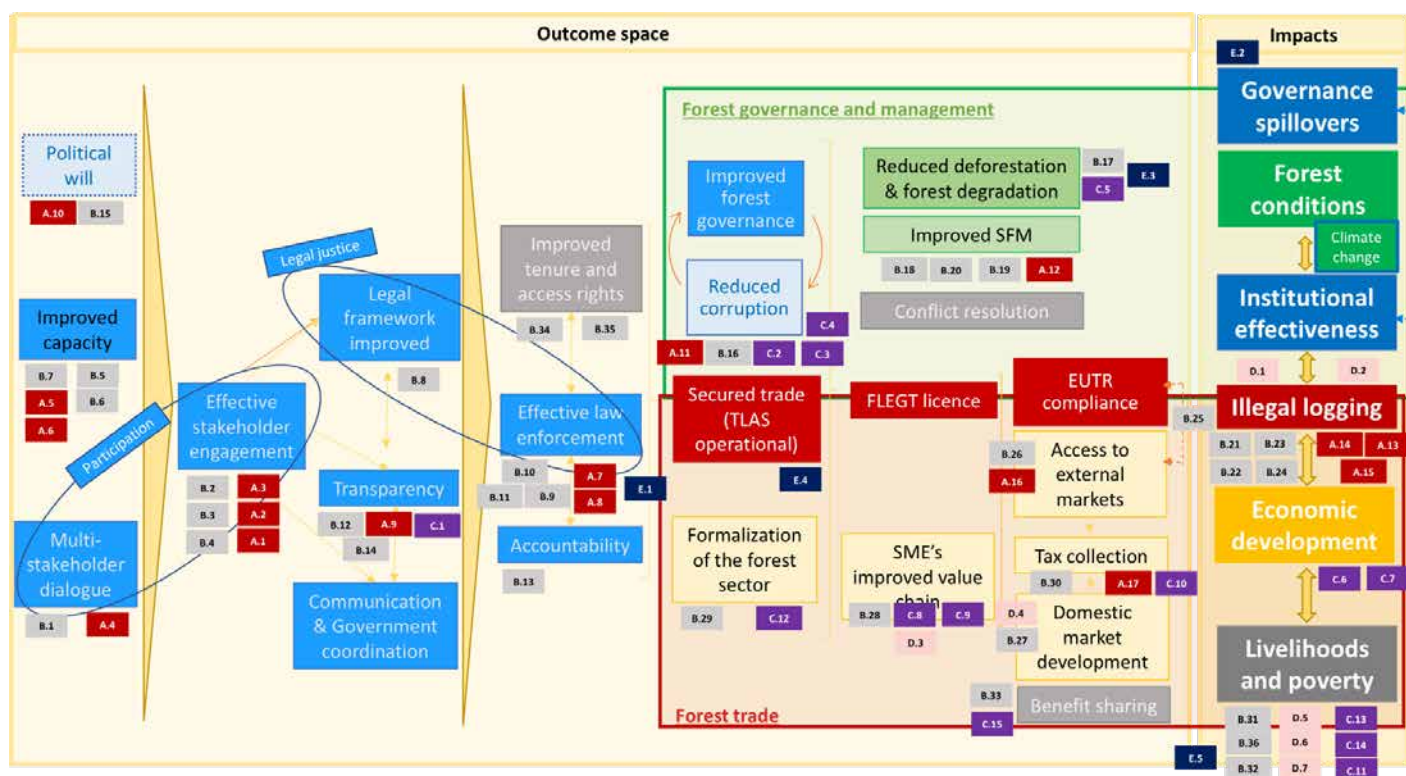 Outcome space
Impacts
E.2
Governance
spillovers
Forest governance and management
Political
will
A.10
B.15
Improved
forest
governance
Reduced deforestation
& forest degradation
B.17
C.5
E.3
Forest
conditions
Climate
change
Improved SFM
B.18
B.20
B.19
A.12
Legal justice
Improved
tenure and
access rights
B.34
B.35
Reduced
corruption
C.4
A.11
B.16
C.2
C.3
Conflict resolution
Institutional
effectiveness
D.1
D.2
Improved
capacity
B.7
B.5
A.5
B.6
A.6
Legal
framework
improved
B.8
Participation
Effective
stakeholder
engagement
B.2
A.3
B.3
A.2
B.4
A.1
Effective law
enforcement
B.10
A.7
B.11
B.9
A.8
E.1
Secured trade
(TLAS
operational)
E.4
FLEGT licence
EUTR
compliance
B.25
Illegal logging
B.21
B.23
A.14
A.13
B.22
B.24
A.15
B.26
A.16
Access to
external
markets
Transparency
B.12
A.9
C.1
B.14
Economic
development
C.6
C.7
Multi-
stakeholder
dialogue
B.1
A.4
Accountability
B.13
Formalization
of the forest
sector
B.29
C.12
SME's
improved value
chain
B.28
C.8
C.9
D.3
Tax collection
B.30
A.17
C.10
D.4
B.27
Domestic
market
development
Communication
& Government
coordination
Livelihoods
and poverty
B.33
C.15
Benefit sharing
Forest trade
B.31
D.5
C.13
B.36
D.6
C.14
E.5
B.32
D.7
C.11